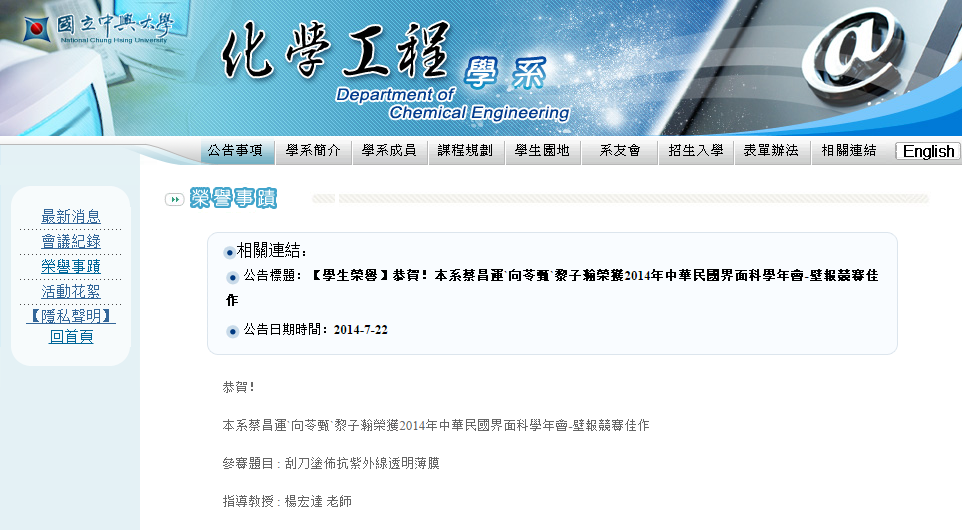 國立中興大學
National Chung Hsing University
化學工程 學系
Department of
Chemical Engineering
公告事項 學系簡介 學系成員 課程規劃 學生園地 系友會 招生入學 表單辦法 相關連結 English
榮譽事蹟
最新消息
會議紀錄
榮譽事蹟
活動花絮
【隱私聲明】
回首頁
相關連結：
公告標題：【學生榮譽】恭賀！本系蔡昌運˙向苓甄˙黎子瀚榮獲2014年中華民國界面科學年會-壁報競賽佳
作
公告日期時間：2014-7-22
恭賀！
本系蔡昌運˙向苓甄˙黎子瀚榮獲2014年中華民國界面科學年會-壁報競賽佳作
參賽題目 : 刮刀塗佈抗紫外線透明薄膜
指導教授 : 楊宏達 老師